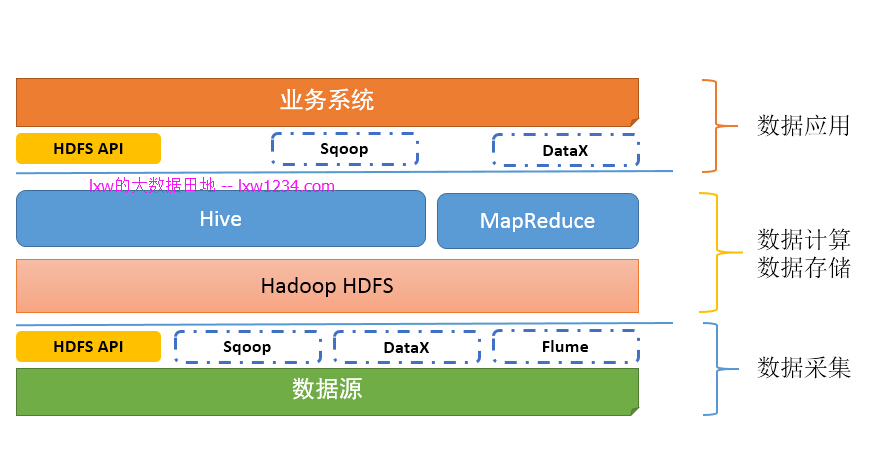 业务系统
HDFS API
Sqoop
DataX
数据应用
lxw的大数据田地 -- lxw1234.com
Hive
MapReduce
数据计算
数据存储
Hadoop HDFS
HDFS API
Sqoop
DataX
Flume
数据采集
数据源